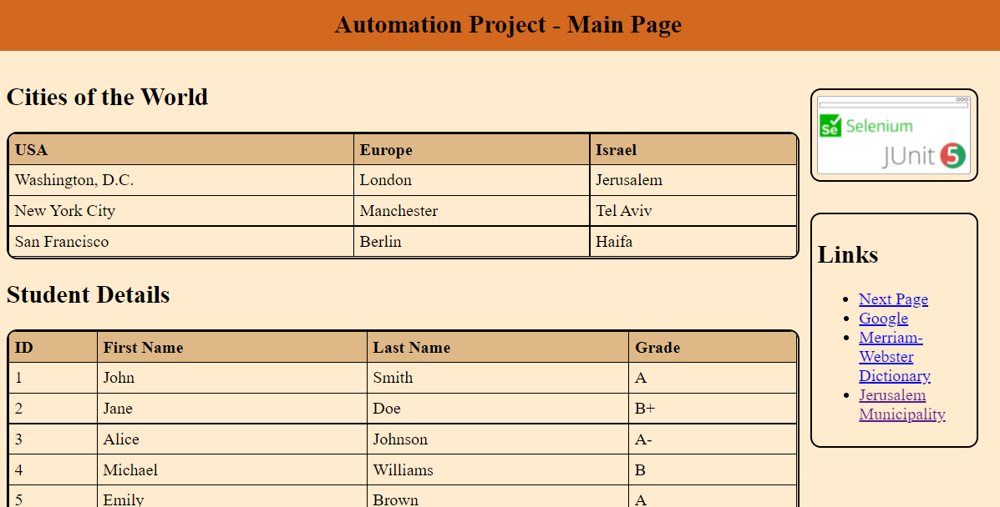 Automation Project - Main Page
Cities of the World
USA Europe Israel
Washington, D.C. London Jerusalem
New York City Manchester Tel Aviv
San Francisco Berlin Haifa
Student Details
ID First Name Last Name Grade
1 John Smith A
2 Jane Doe B+
3 Alice Johnson A-
4 Michael Williams B
5 Emily Brown A
Se Selenium
JUnit 5
Links
Next Page
Google
Merriam-
Webster
Dictionary
Jerusalem
Municipality